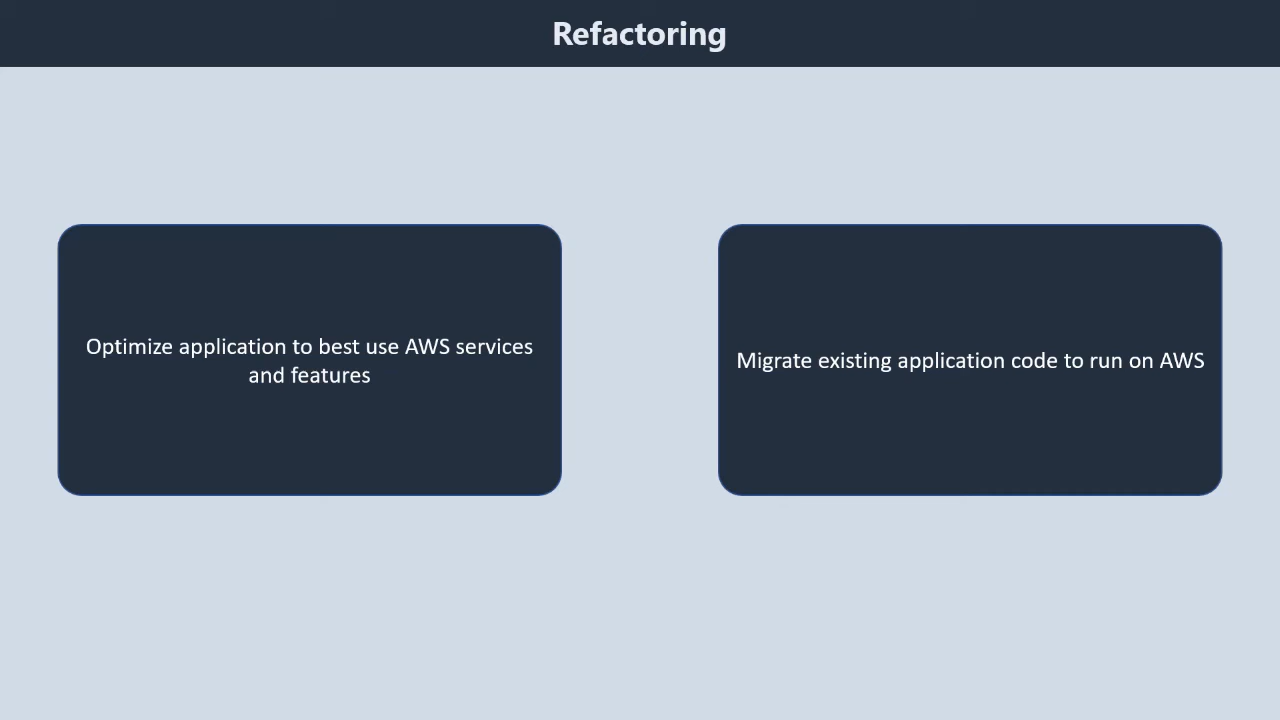 Refactoring
Optimize application to best use AWS services
and features
Migrate existing application code to run on AWS